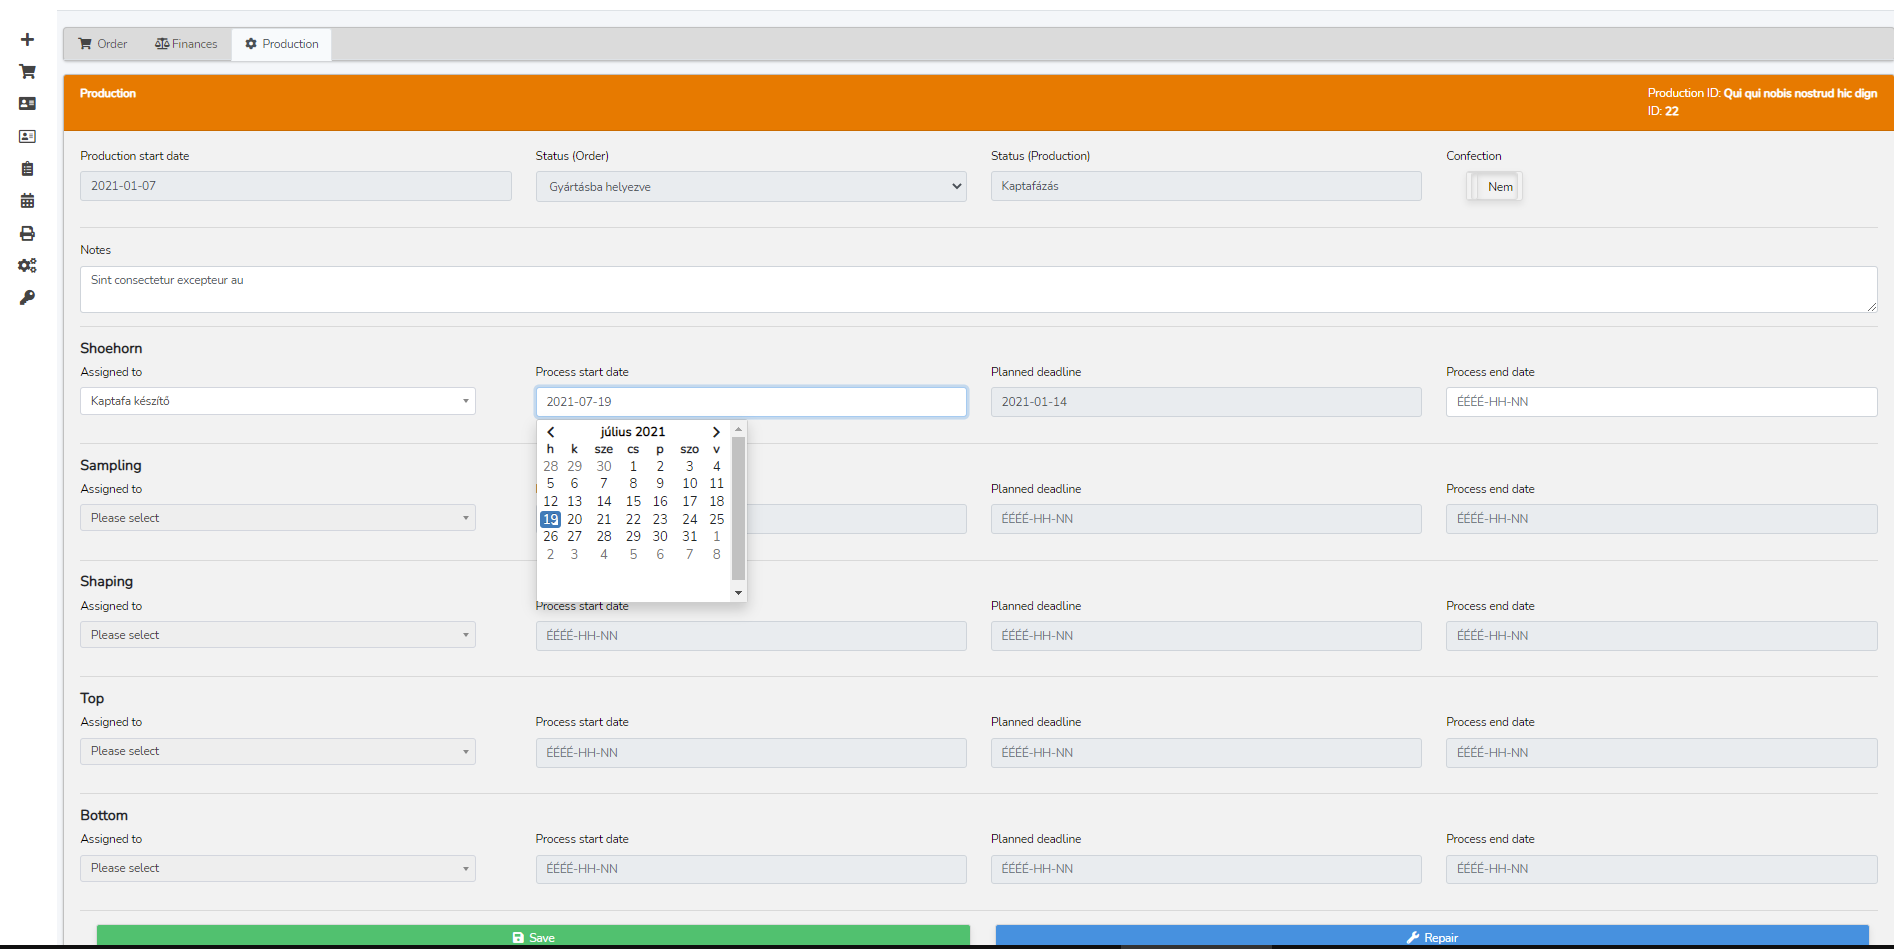 Order Finances Production
Production
Production ID: Qui qui nobis nostrud hic dign
ID: 22
Production start date Status (Order) Status (Production) Confection
2021-01-07 Gyártásba helyezve Kaptafázás Nem
Notes
Sint consectetur excepteur au
Shoehorn
Assigned to Process start date Planned deadline Process end date
Kaptafa készítő 2021-07-19 2021-01-14 ÉÉÉÉ-HH-NN
július 2021
h k sze cs p szo v
28 29 30 1 2 3 4
5 6 7 8 9 10 11
12 13 14 15 16 17 18
19 20 21 22 23 24 25
26 27 28 29 30 31 1
2 3 4 5 6 7 8
Sampling
Assigned to Planned deadline Process end date
Please select ÉÉÉÉ-HH-NN ÉÉÉÉ-HH-NN
Shaping
Assigned to Process start date Planned deadline Process end date
Please select ÉÉÉÉ-HH-NN ÉÉÉÉ-HH-NN ÉÉÉÉ-HH-NN
Top
Assigned to Process start date Planned deadline Process end date
Please select ÉÉÉÉ-HH-NN ÉÉÉÉ-HH-NN ÉÉÉÉ-HH-NN
Bottom
Assigned to Process start date Planned deadline Process end date
Please select ÉÉÉÉ-HH-NN ÉÉÉÉ-HH-NN ÉÉÉÉ-HH-NN
Save Repair